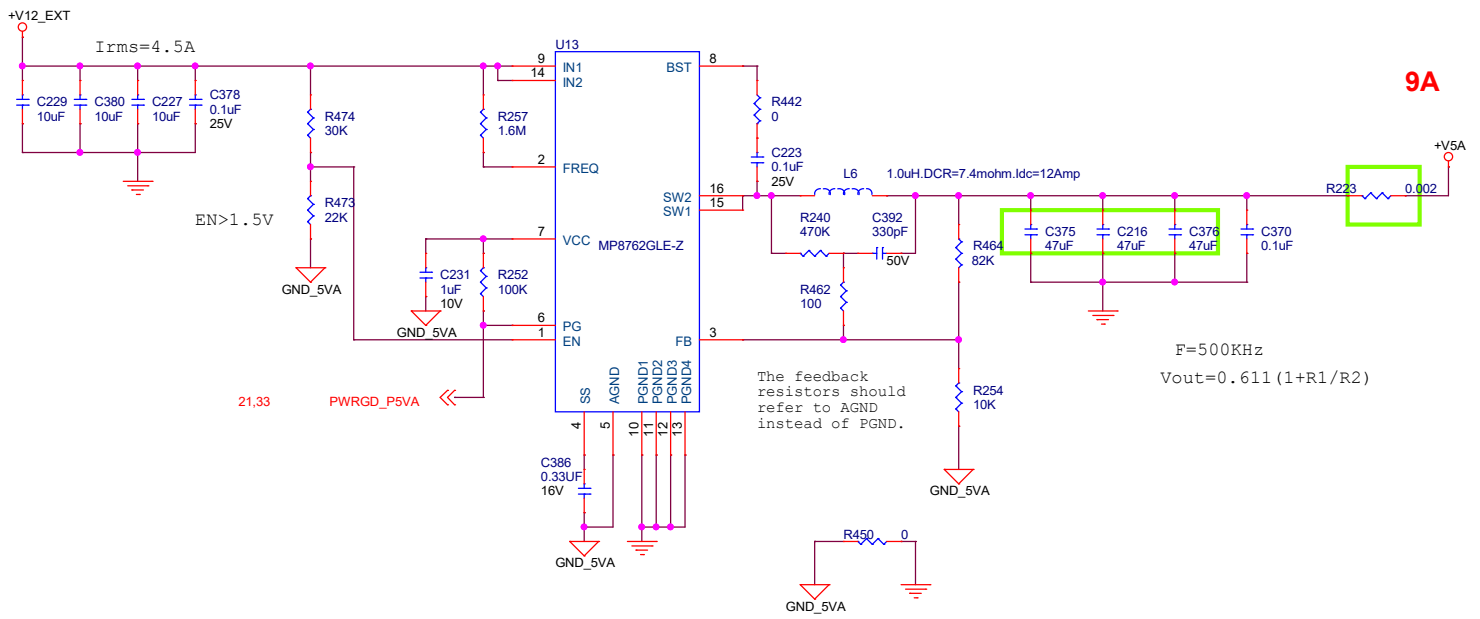 +V12_EXT
Irms=4.5A
C229
10uF
C380
10uF
C227
10uF
C378
0.1uF
25V
R474
30K
R473
22K
EN>1.5V
GND_5VA
R257
1.6M
C231
1uF
10V
GND_5VA
R252
100K
21,33
PWRGD_P5VA
U13
9
IN1
14
IN2
2
FREQ
7
VCC
6
PG
1
EN
MP8762GLE-Z
BST
8
SW2
16
SW1
15
FB
3
SS
AGND
PGND1
PGND2
PGND3
PGND4
4
5
10
11
12
13
C386
0.33UF
16V
GND_5VA
R442
0
C223
0.1uF
25V
L6
1.0uH.DCR=7.4mohm.Idc=12Amp
R240
470K
C392
330pF
50V
R462
100
R464
82K
R254
10K
GND_5VA
The feedback
resistors should
refer to AGND
instead of PGND.
C375
47uF
C216
47uF
C376
47uF
C370
0.1uF
9A
+V5A
R223
0.002
F=500KHz
Vout=0.611(1+R1/R2)
R450
0
GND_5VA